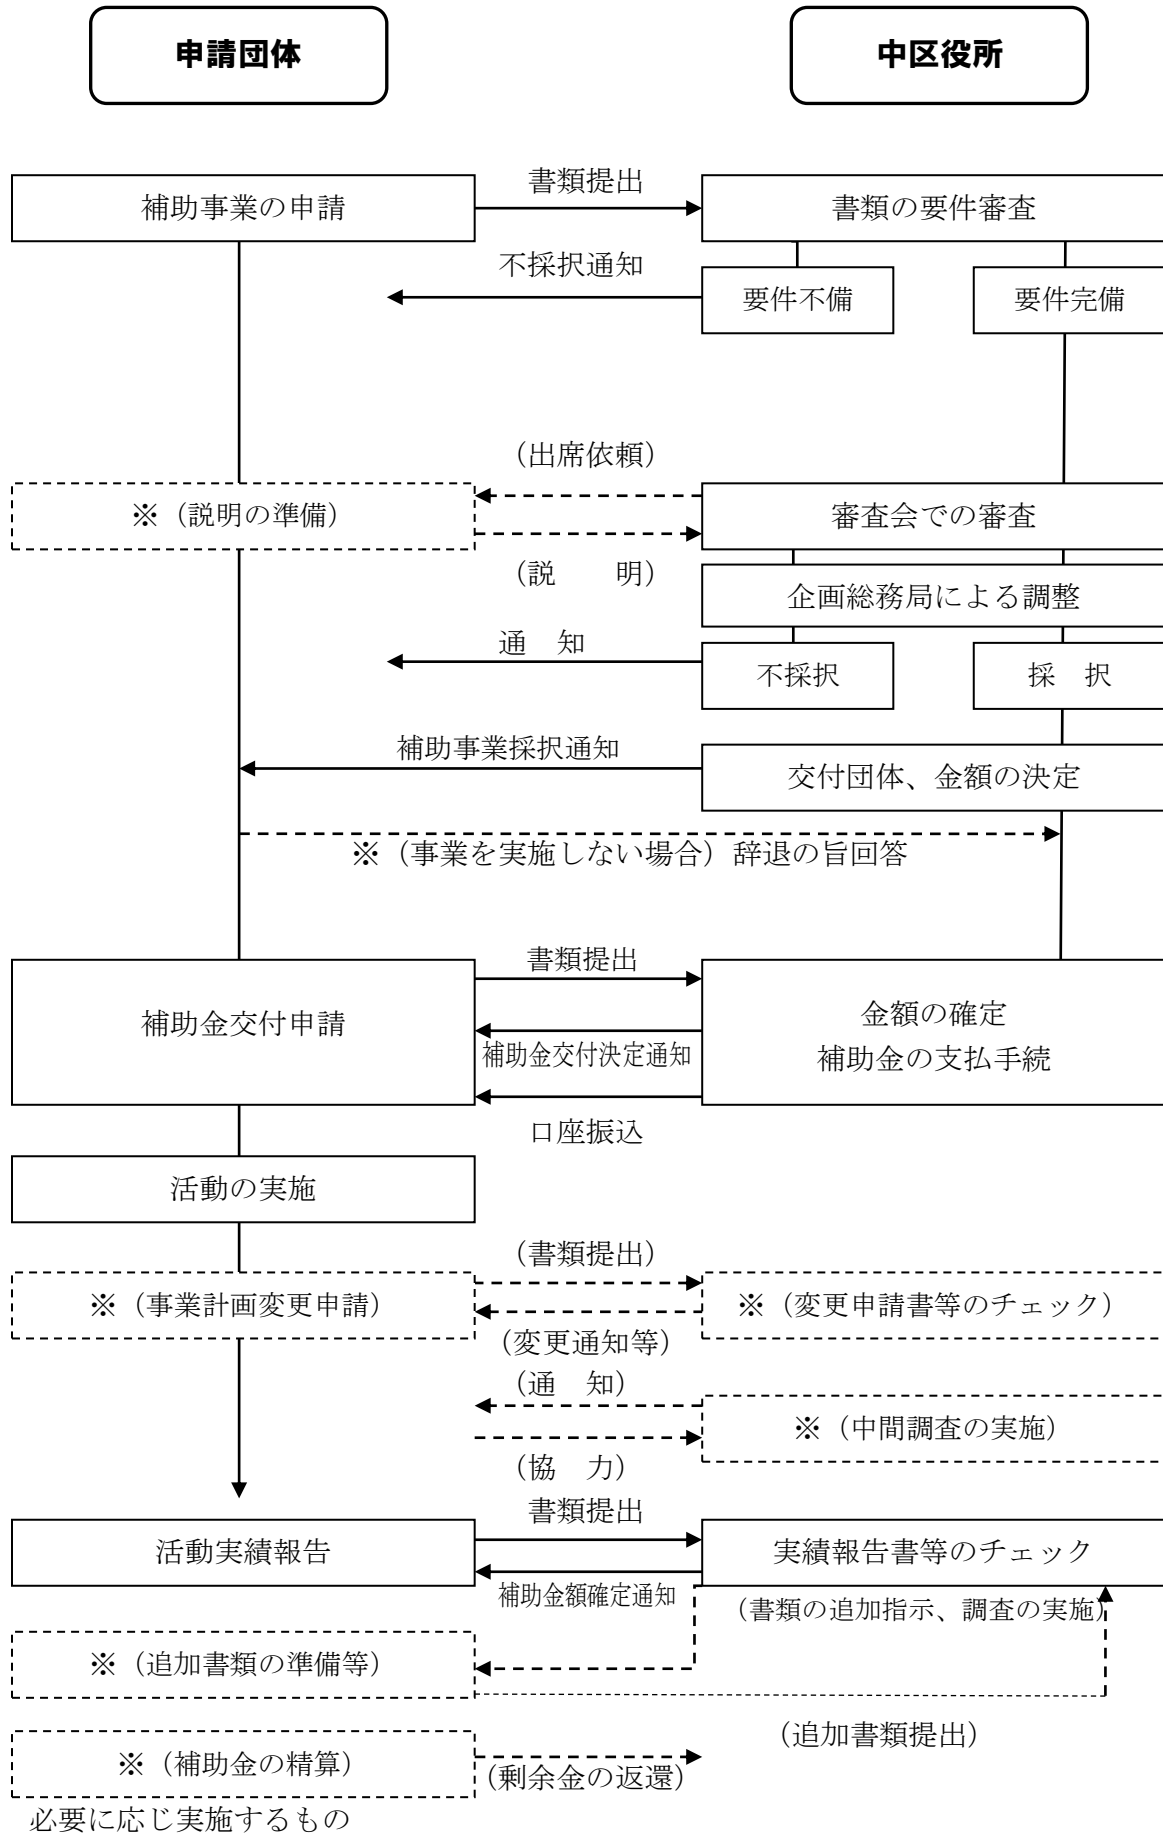 申請団体
中区役所
書類提出
補助事業の申請
書類の要件審査
不採択通知
要件不備
要件完備
（出席依頼）
※（説明の準備）
審査会での審査
（説　　明）
企画総務局による調整
通　知
不採択
採　択
補助事業採択通知
交付団体、金額の決定
※（事業を実施しない場合）辞退の旨回答
書類提出
補助金交付申請
金額の確定
補助金の支払手続
補助金交付決定通知
口座振込
活動の実施
（書類提出）
※（事業計画変更申請）
※（変更申請書等のチェック）
（変更通知等）
（通　知）
※（中間調査の実施）
（協　力）
書類提出
活動実績報告
実績報告書等のチェック
補助金額確定通知
（書類の追加指示、調査の実施）
※（追加書類の準備等）
（追加書類提出）
※（補助金の精算）
（剰余金の返還）
必要に応じ実施するもの